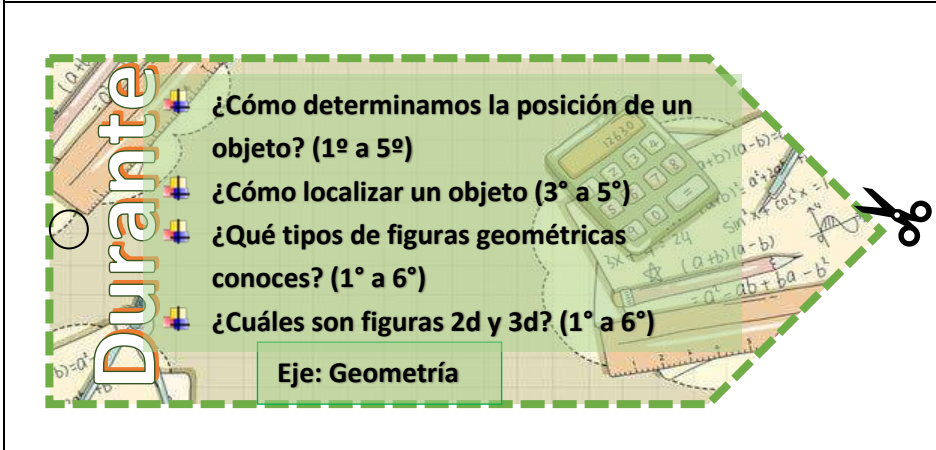 Durante
¿Cómo determinamos la posición de un
objeto? (1º a 5º)
¿Cómo localizar un objeto (3° a 5°)
¿Qué tipos de figuras geométricas
conoces? (1° a 6°)
¿Cuáles son figuras 2d y 3d? (1° a 6°)
Eje: Geometría